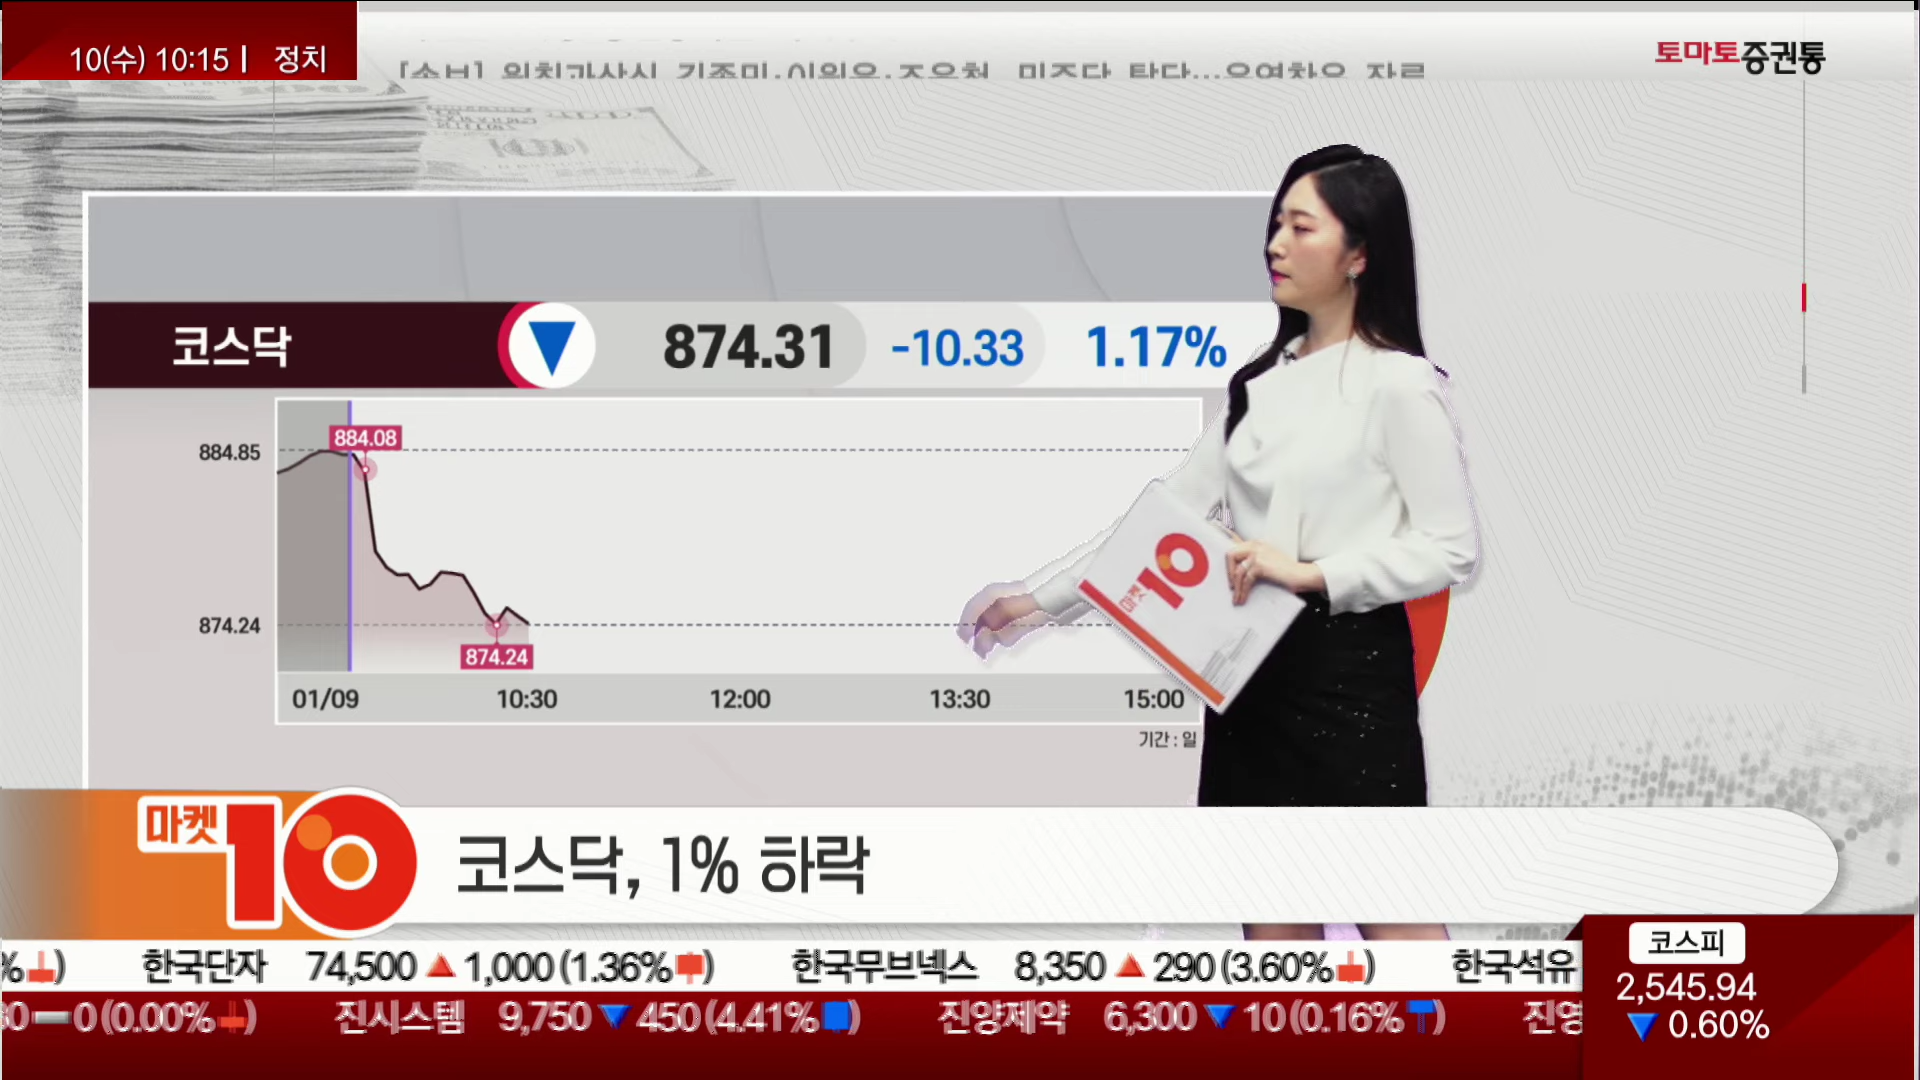 10(수) 10:15 | 정치
토마토증권통
코스닥 ▼ 874.31 -10.33 1.17%
884.85
884.08
874.24
874.24
01/09 10:30 12:00 13:30 15:00
기간 : 일
마켓
10
마켓 10
코스닥, 1% 하락
%) 한국단자 74,500 ▲ 1,000 (1.36%) 한국무브넥스 8,350 ▲ 290 (3.60%) 한국석유
0 (0.00%) 진시스템 9,750 ▼ 450 (4.41%) 진양제약 6,300 ▼ 10 (0.16%) 진영
코스피
2,545.94
▼ 0.60%